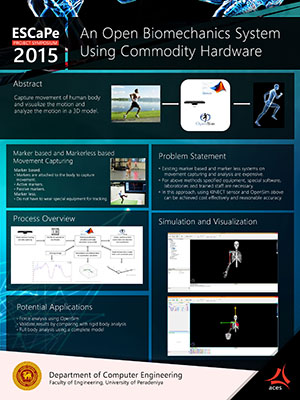 ESCaPe
PROJECT SYMPOSIUM
2015
An Open Biomechanics System
Using Commodity Hardware
Abstract
Capture movement of human body
and visualize the motion and
analyze the motion in a 3D model.
OpenSim
Marker based and Markerless based
Movement Capturing
Marker based
• Markers are attached to the body to capture
movement.
• Active markers
• Passive markers
Marker less
• Do not have to wear special equipment for tracking
Problem Statement
• Existing marker based and marker less systems on
movement capturing and analysis are expensive.
• For above methods specified equipment, special software,
laboratories and trained staff are necessary.
• In this approach, using KINECT sensor and OpenSim above
can be achieved cost effectively and reasonable accuracy
Process Overview
Simulation and Visualization
Potential Applications
• Force analysis using OpenSim
• Validate results by comparing with rigid body analysis
• Full body analysis using a complete model
Department of Computer Engineering
Faculty of Engineering, University of Peradeniya
aces